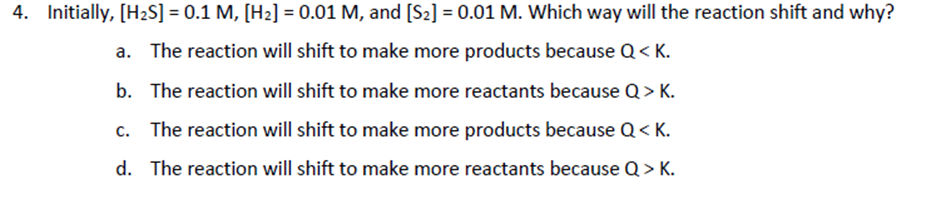 4. Initially, [H₂S] = 0.1 M, [H₂] = 0.01 M, and [S₂] = 0.01 M. Which way will the reaction shift and why?
a. The reaction will shift to make more products because Q < K.
b. The reaction will shift to make more reactants because Q > K.
c. The reaction will shift to make more products because Q < K.
d. The reaction will shift to make more reactants because Q > K.